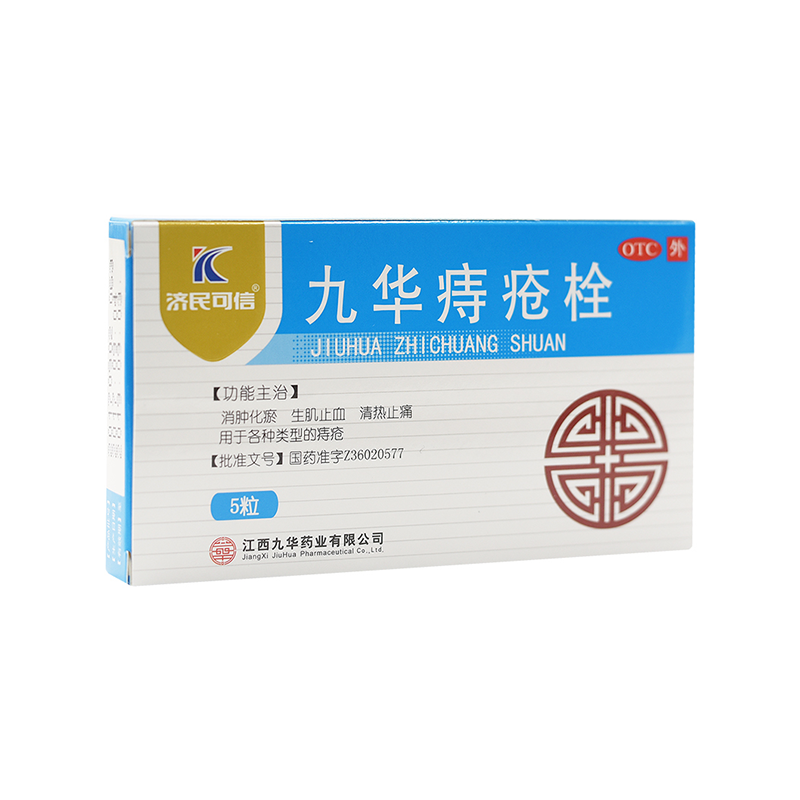 济民可信®
OTC 外
九华痔疮栓
JIUHUA ZHICHUANG SHUAN
【功能主治】
消肿化瘀 生肌止血 清热止痛
用于各种类型的痔疮
【批准文号】国药准字Z36020577
5粒
江西九华药业有限公司
JiangXi JiuHua Pharmaceutical Co.,Ltd.